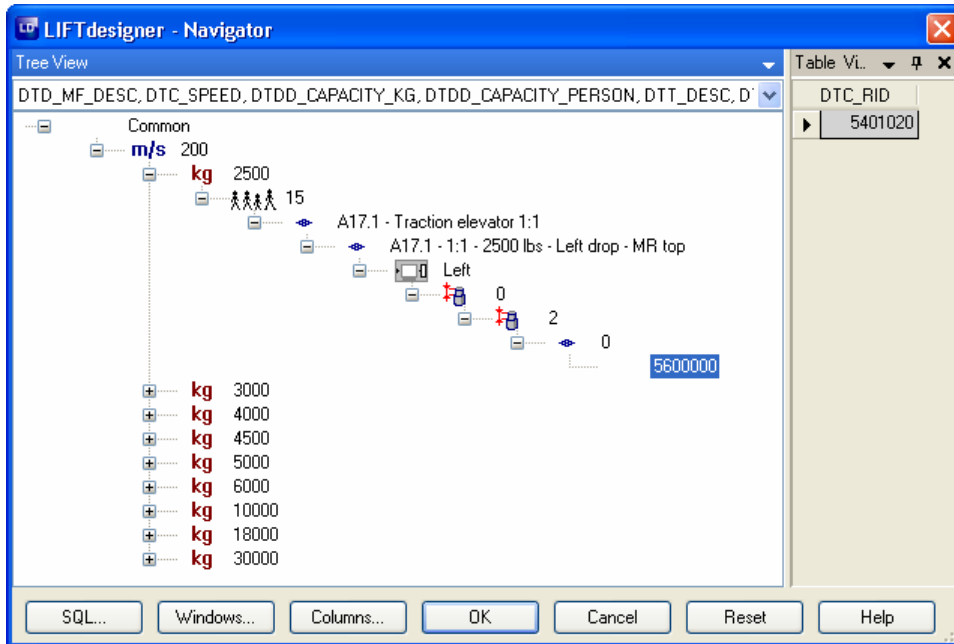 LD LIFTdesigner - Navigator
Tree View
Table Vi..
DTD_MF_DESC, DTC_SPEED, DTDD_CAPACITY_KG, DTDD_CAPACITY_PERSON, DTT_DESC, D
DTC_RID
5401020
Common
m/s 200
kg 2500
15
A17.1 - Traction elevator 1:1
A17.1 - 1:1 - 2500 lbs - Left drop - MR top
Left
0
2
0
5600000
kg 3000
kg 4000
kg 4500
kg 5000
kg 6000
kg 10000
kg 18000
kg 30000
SQL... Windows... Columns... OK Cancel Reset Help